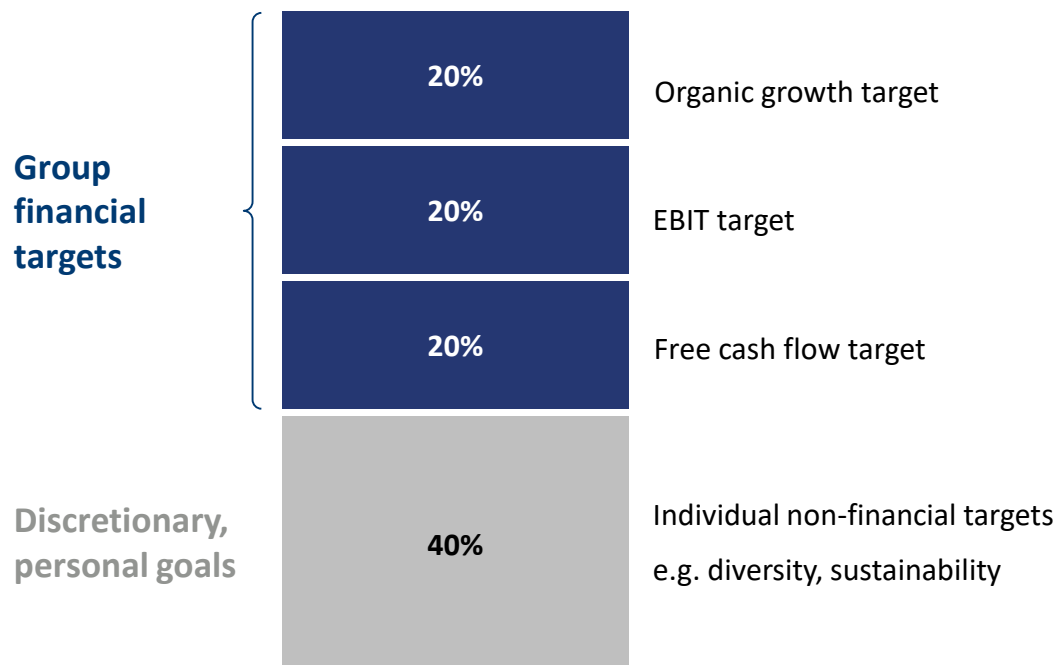 20%
Organic growth target
Group
financial
targets
20%
EBIT target
20%
Free cash flow target
Discretionary,
personal goals
40%
Individual non-financial targets
e.g. diversity, sustainability